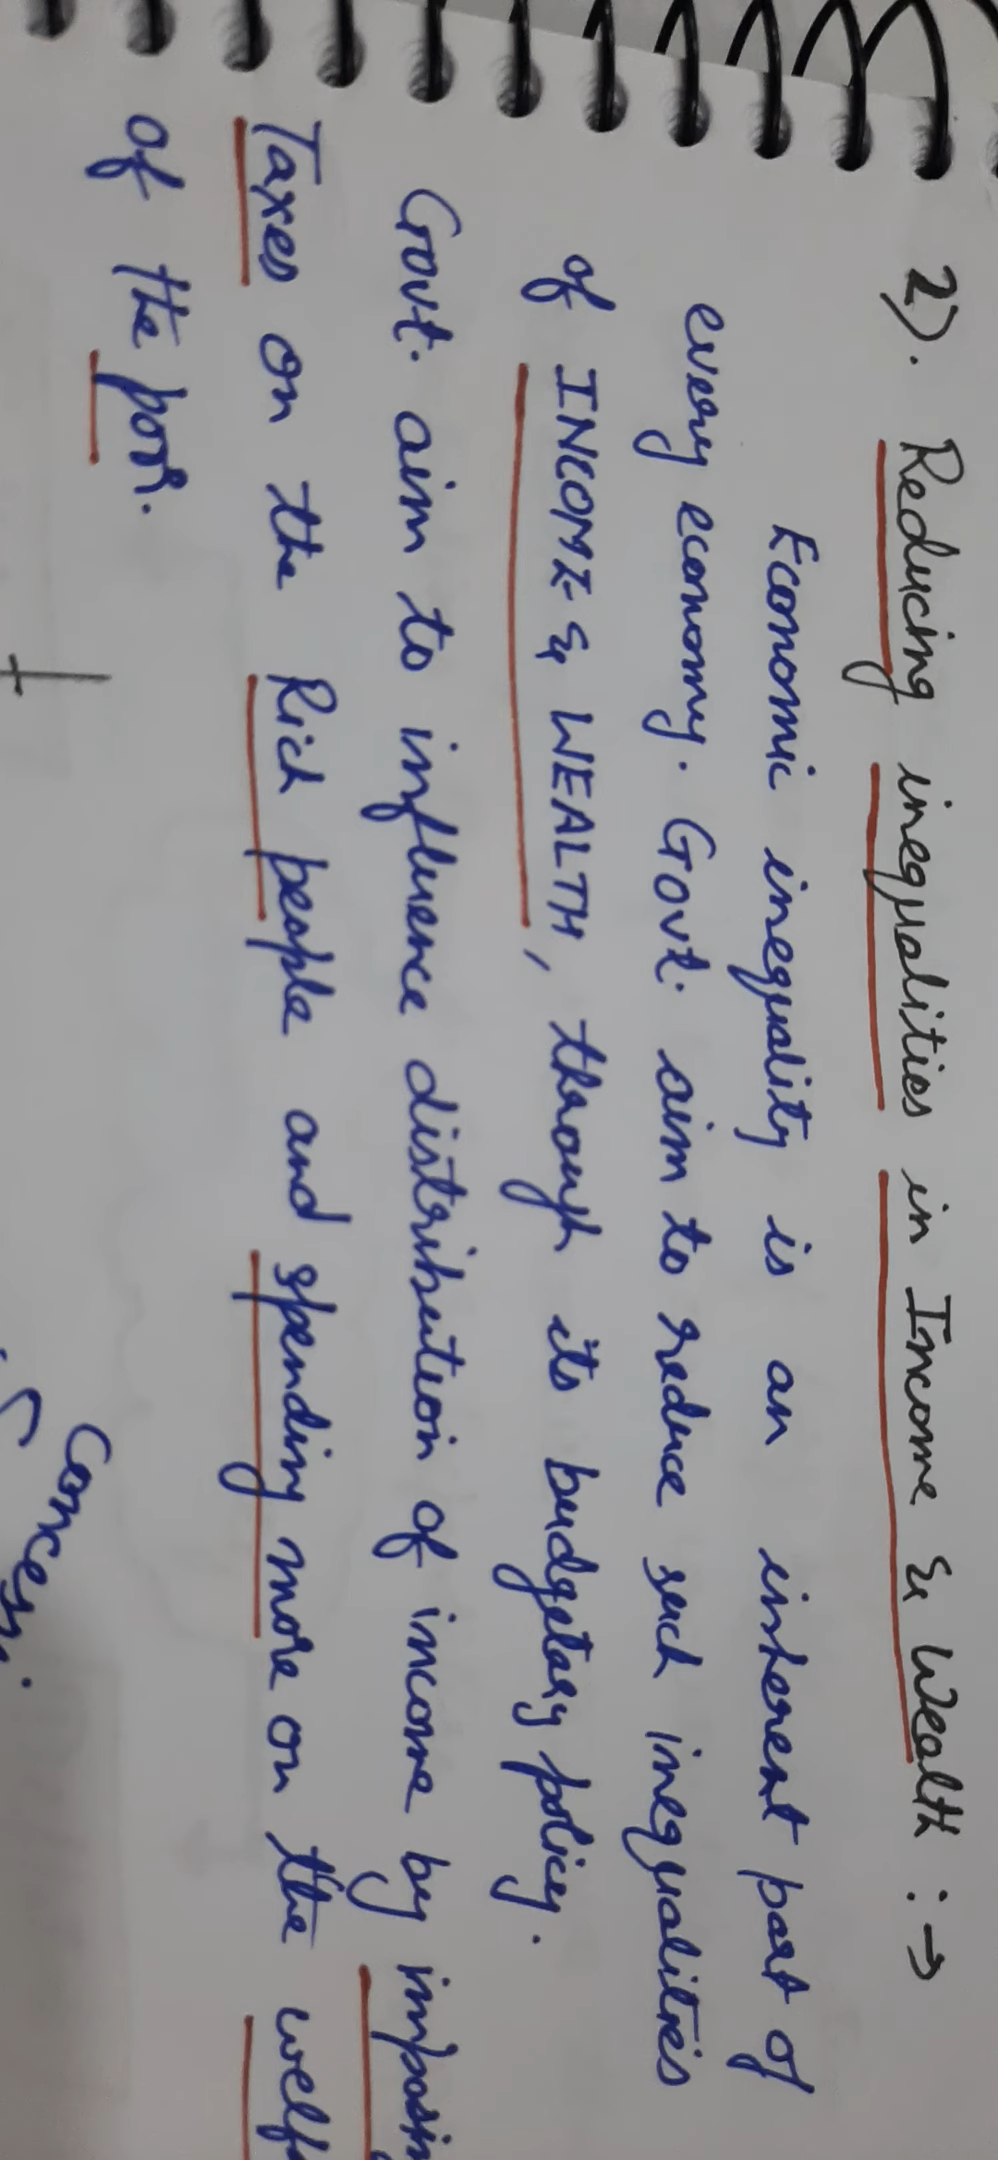 2). Reducing inequalities in Income & Wealth :→
Economic inequality is an inherent part of
every economy. Govt. aim to reduce such inequalities
of INCOME & WEALTH, through its budgetary policy.
Govt. aim to influence distribution of income by imposin
Taxes on the Rich people and spending more on the welf
of the poor.